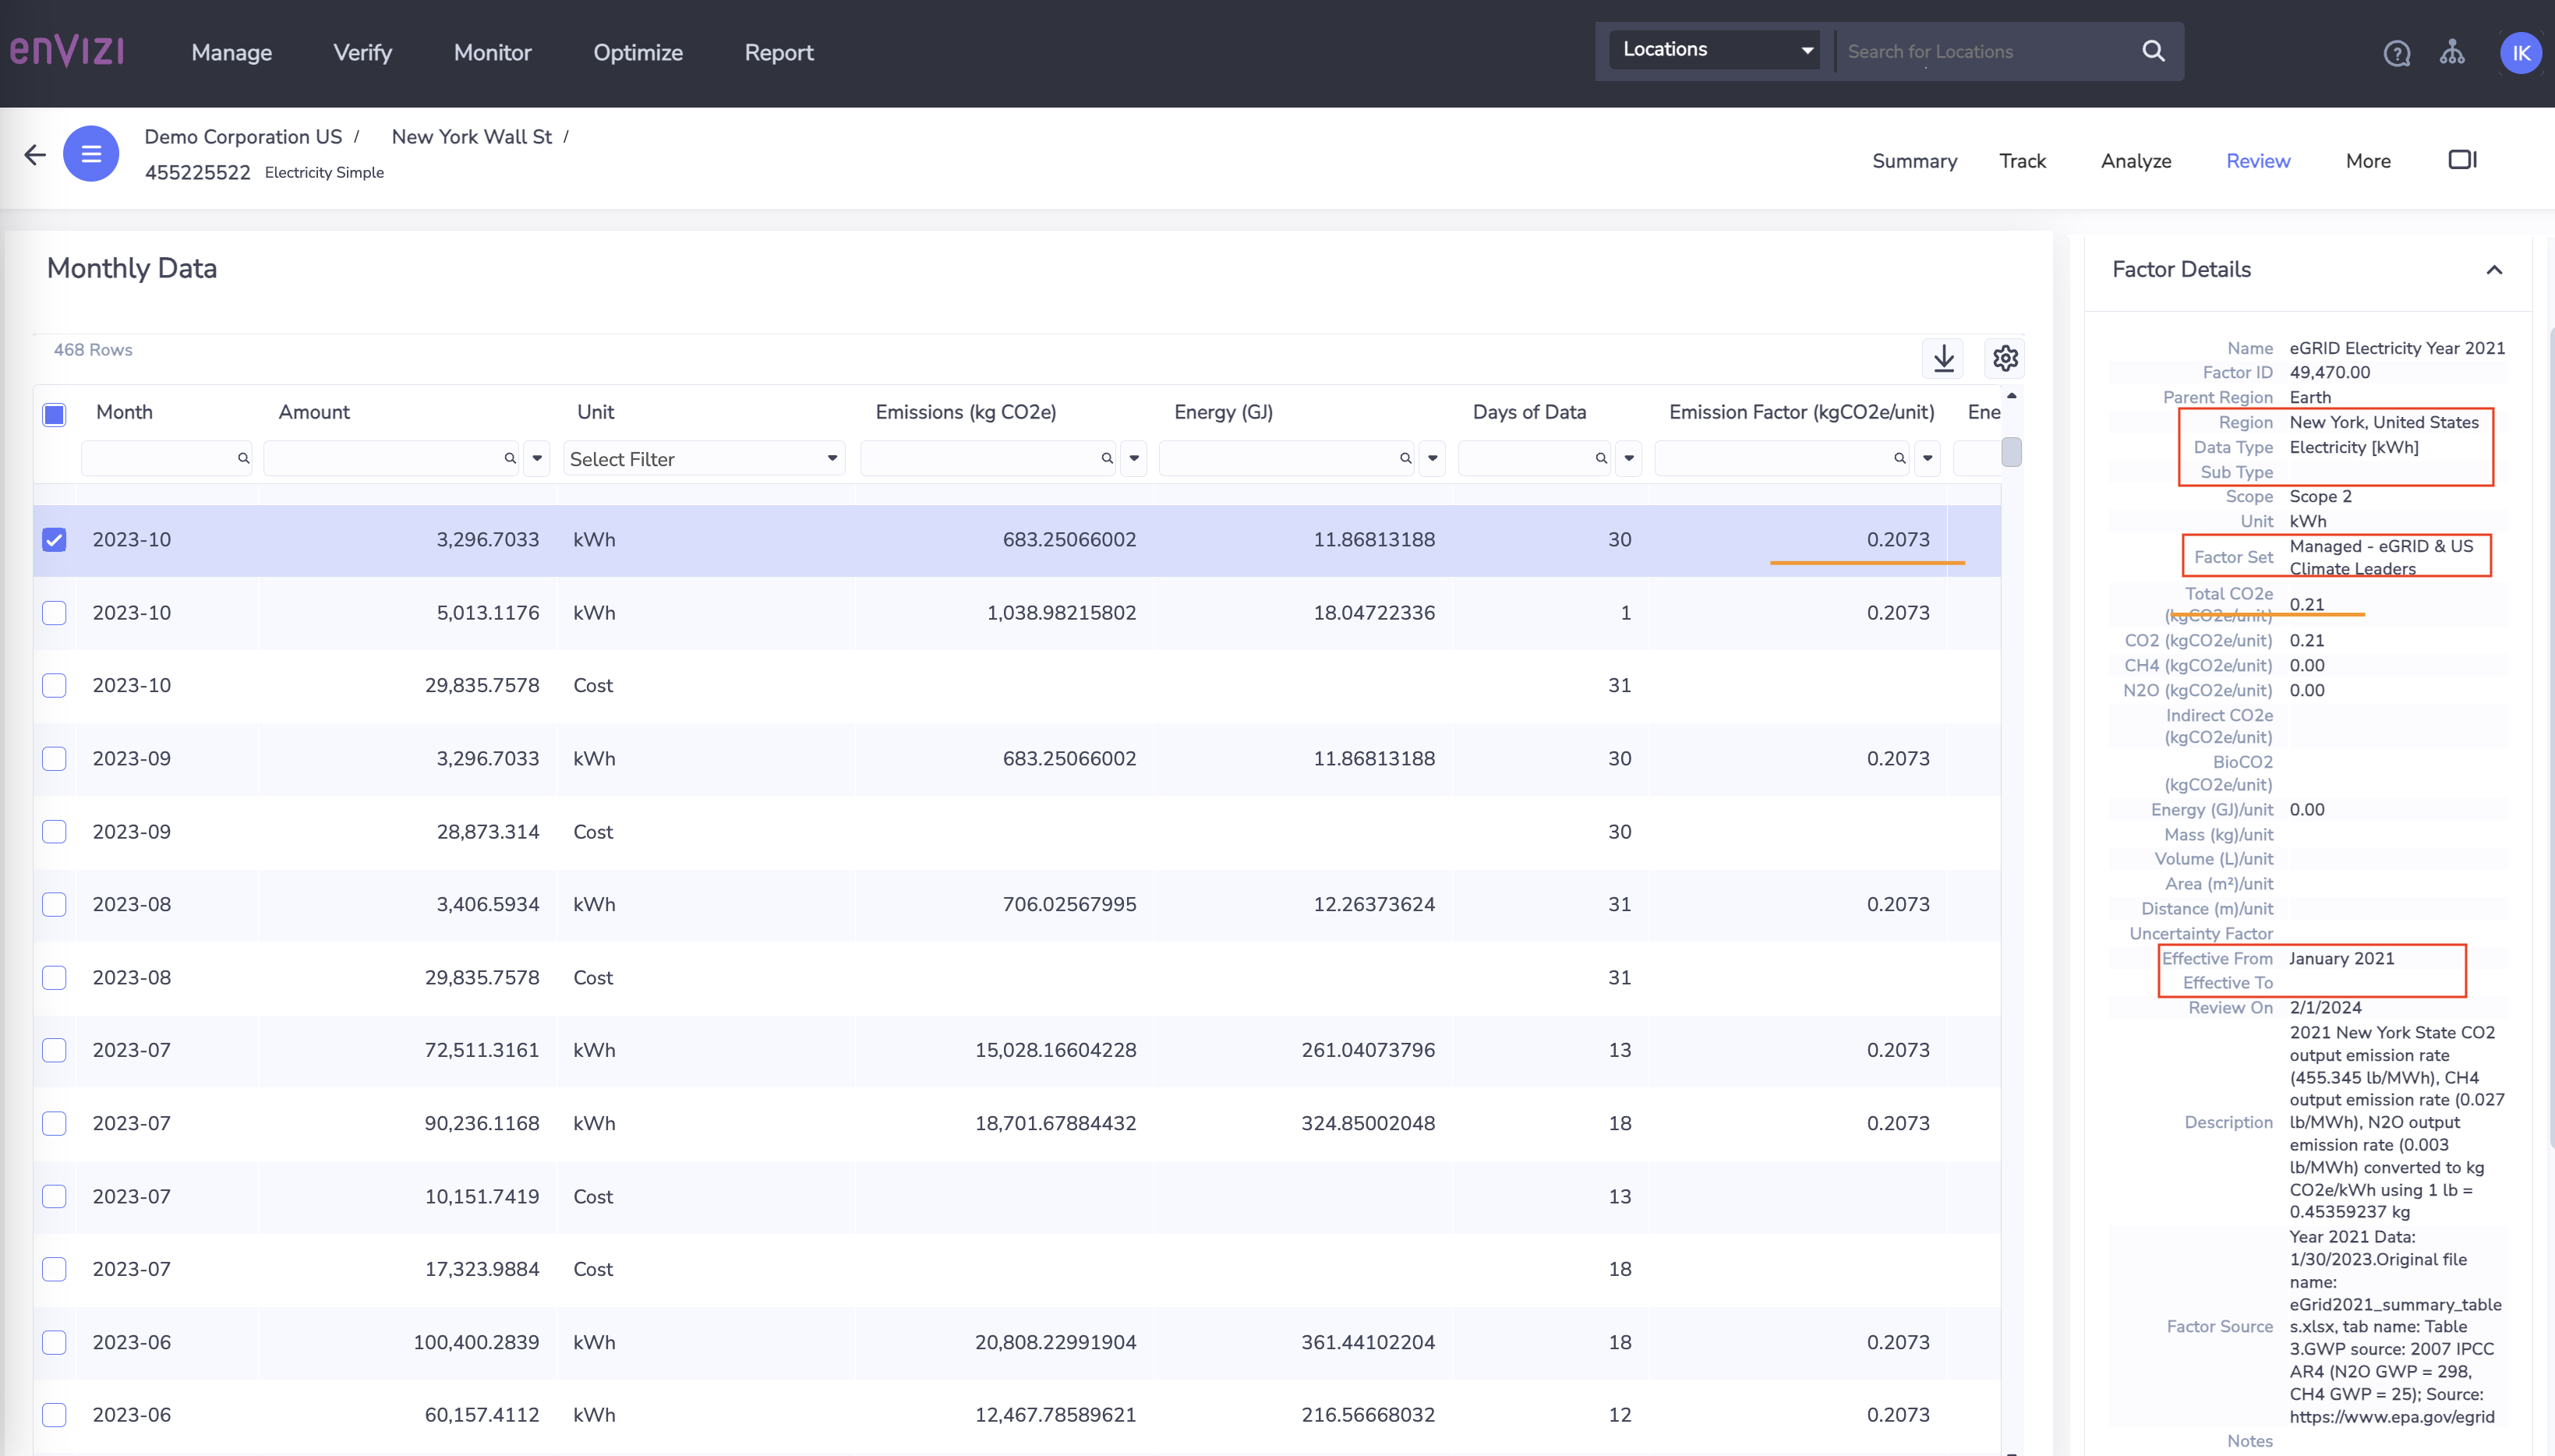 enVIZI
Manage
Verify
Monitor
Optimize
Report
Locations
Search for Locations
IK
Demo Corporation US /
New York Wall St /
455225522 Electricity Simple
Summary
Track
Analyze
Review
More
Monthly Data
468 Rows
Month Amount Unit Emissions (kg CO2e) Energy (GJ) Days of Data Emission Factor (kgCO2e/unit) Ene
Select Filter
2023-10 3,296.7033 kWh 683.25066002 11.86813188 30 0.2073
2023-10 5,013.1176 kWh 1,038.98215802 18.04722336 1 0.2073
2023-10 29,835.7578 Cost 31
2023-09 3,296.7033 kWh 683.25066002 11.86813188 30 0.2073
2023-09 28,873.314 Cost 30
2023-08 3,406.5934 kWh 706.02567995 12.26373624 31 0.2073
2023-08 29,835.7578 Cost 31
2023-07 72,511.3161 kWh 15,028.16604228 261.04073796 13 0.2073
2023-07 90,236.1168 kWh 18,701.67884432 324.85002048 18 0.2073
2023-07 10,151.7419 Cost 13
2023-07 17,323.9884 Cost 18
2023-06 100,400.2839 kWh 20,808.22991904 361.44102204 18 0.2073
2023-06 60,157.4112 kWh 12,467.78589621 216.56668032 12 0.2073
Factor Details
Name eGRID Electricity Year 2021
Factor ID 49,470.00
Parent Region Earth
Region New York, United States
Data Type Electricity [kWh]
Sub Type
Scope Scope 2
Unit kWh
Factor Set Managed - eGRID & US
Climate Leaders
Total CO2e
(kgCO2e/unit) 0.21
CO2 (kgCO2e/unit) 0.21
CH4 (kgCO2e/unit) 0.00
N2O (kgCO2e/unit) 0.00
Indirect CO2e
(kgCO2e/unit)
BioCO2
(kgCO2e/unit)
Energy (GJ)/unit 0.00
Mass (kg)/unit
Volume (L)/unit
Area (m²)/unit
Distance (m)/unit
Uncertainty Factor
Effective From January 2021
Effective To
Review On 2/1/2024
Description 2021 New York State CO2
output emission rate
(455.345 lb/MWh), CH4
output emission rate (0.027
lb/MWh), N2O output
emission rate (0.003
lb/MWh) converted to kg
CO2e/kWh using 1 lb =
0.45359237 kg
Factor Source Year 2021 Data:
1/30/2023.Original file
name:
eGrid2021_summary_table
s.xlsx, tab name: Table
3.GWP source: 2007 IPCC
AR4 (N2O GWP = 298,
CH4 GWP = 25); Source:
https://www.epa.gov/egrid
Notes